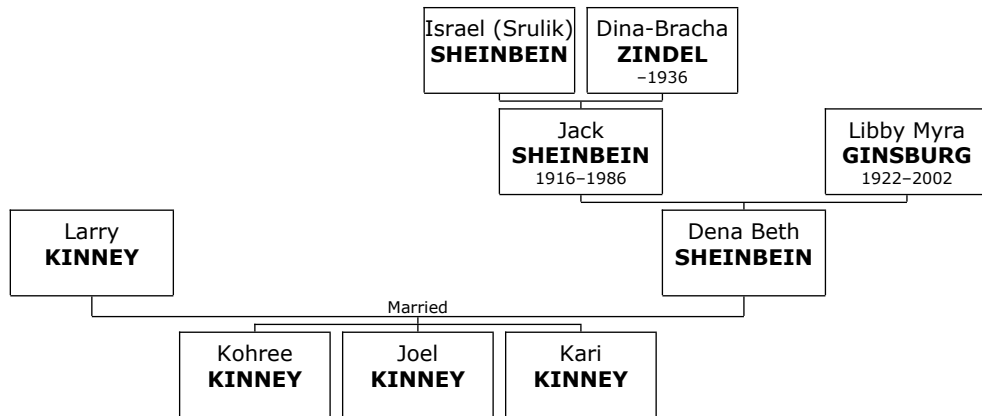 Israel (Srulik)
SHEINBEIN
Dina-Bracha
ZINDEL
–1936
Jack
SHEINBEIN
1916–1986
Libby Myra
GINSBURG
1922–2002
Larry
KINNEY
Dena Beth
SHEINBEIN
Married
Kohree
KINNEY
Joel
KINNEY
Kari
KINNEY